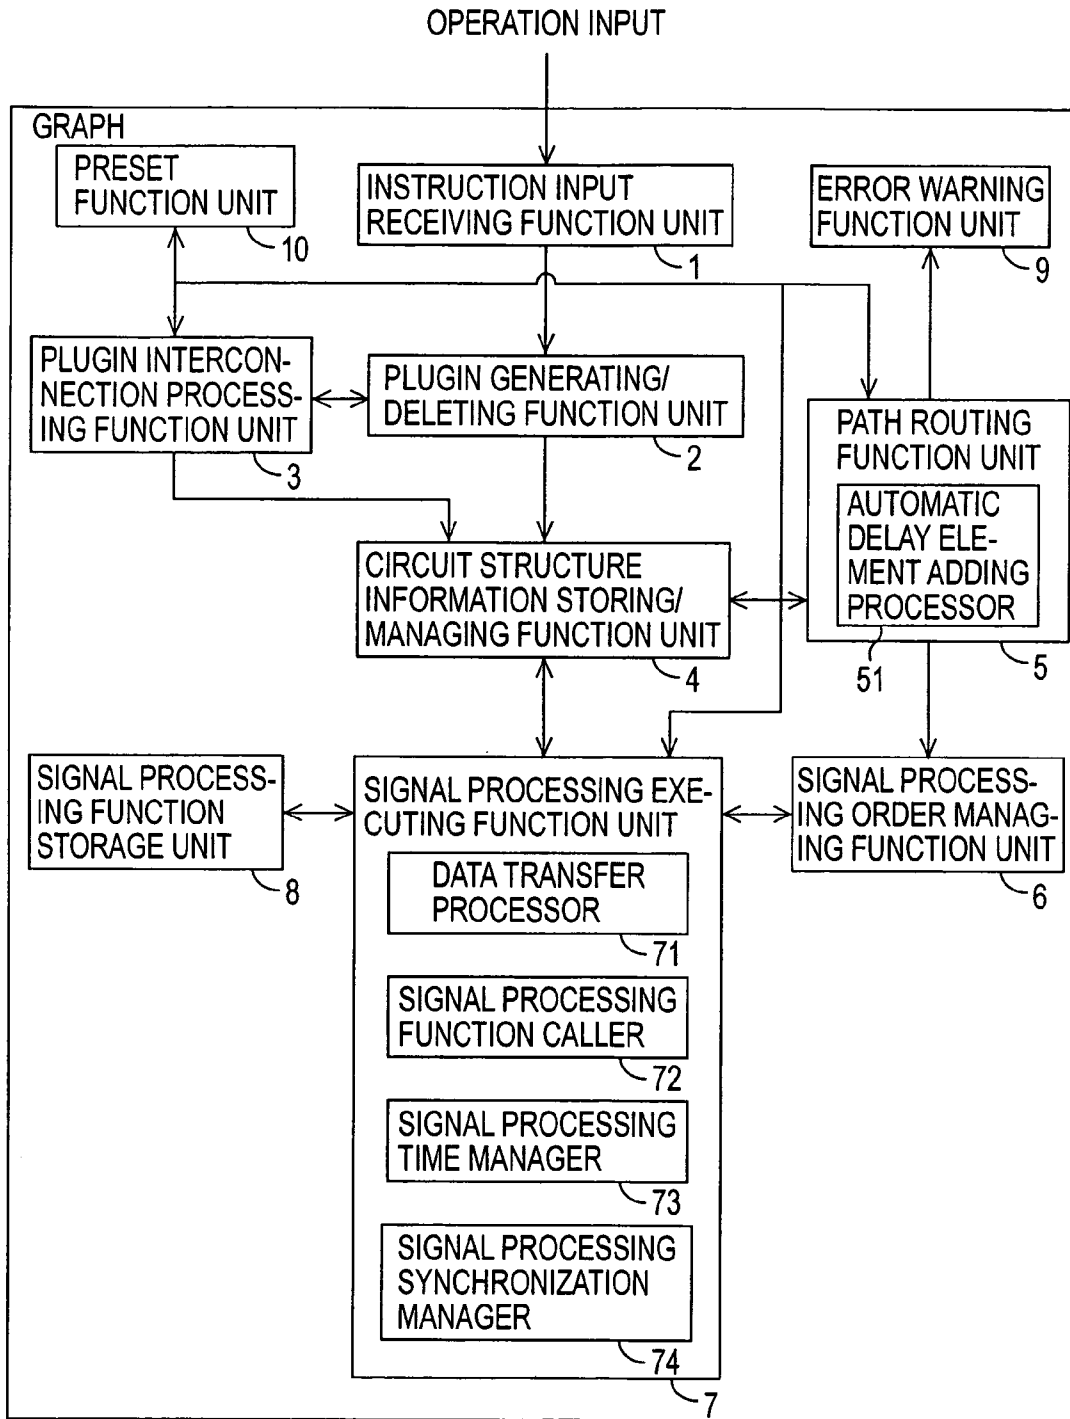 OPERATION INPUT
GRAPH
PRESET
FUNCTION UNIT
10
INSTRUCTION INPUT
RECEIVING FUNCTION UNIT
1
ERROR WARNING
FUNCTION UNIT
9
PLUGIN INTERCON-
NECTION PROCESS-
ING FUNCTION UNIT
3
PLUGIN GENERATING/
DELETING FUNCTION UNIT
2
PATH ROUTING
FUNCTION UNIT
AUTOMATIC
DELAY ELE-
MENT ADDING
PROCESSOR
51
5
CIRCUIT STRUCTURE
INFORMATION STORING/
MANAGING FUNCTION UNIT
4
SIGNAL PROCESS-
ING FUNCTION
STORAGE UNIT
8
SIGNAL PROCESSING EXE-
CUTING FUNCTION UNIT
DATA TRANSFER
PROCESSOR
71
SIGNAL PROCESSING
FUNCTION CALLER
72
SIGNAL PROCESSING
TIME MANAGER
73
SIGNAL PROCESSING
SYNCHRONIZATION
MANAGER
74
7
SIGNAL PROCESS-
ING ORDER MANAG-
ING FUNCTION UNIT
6